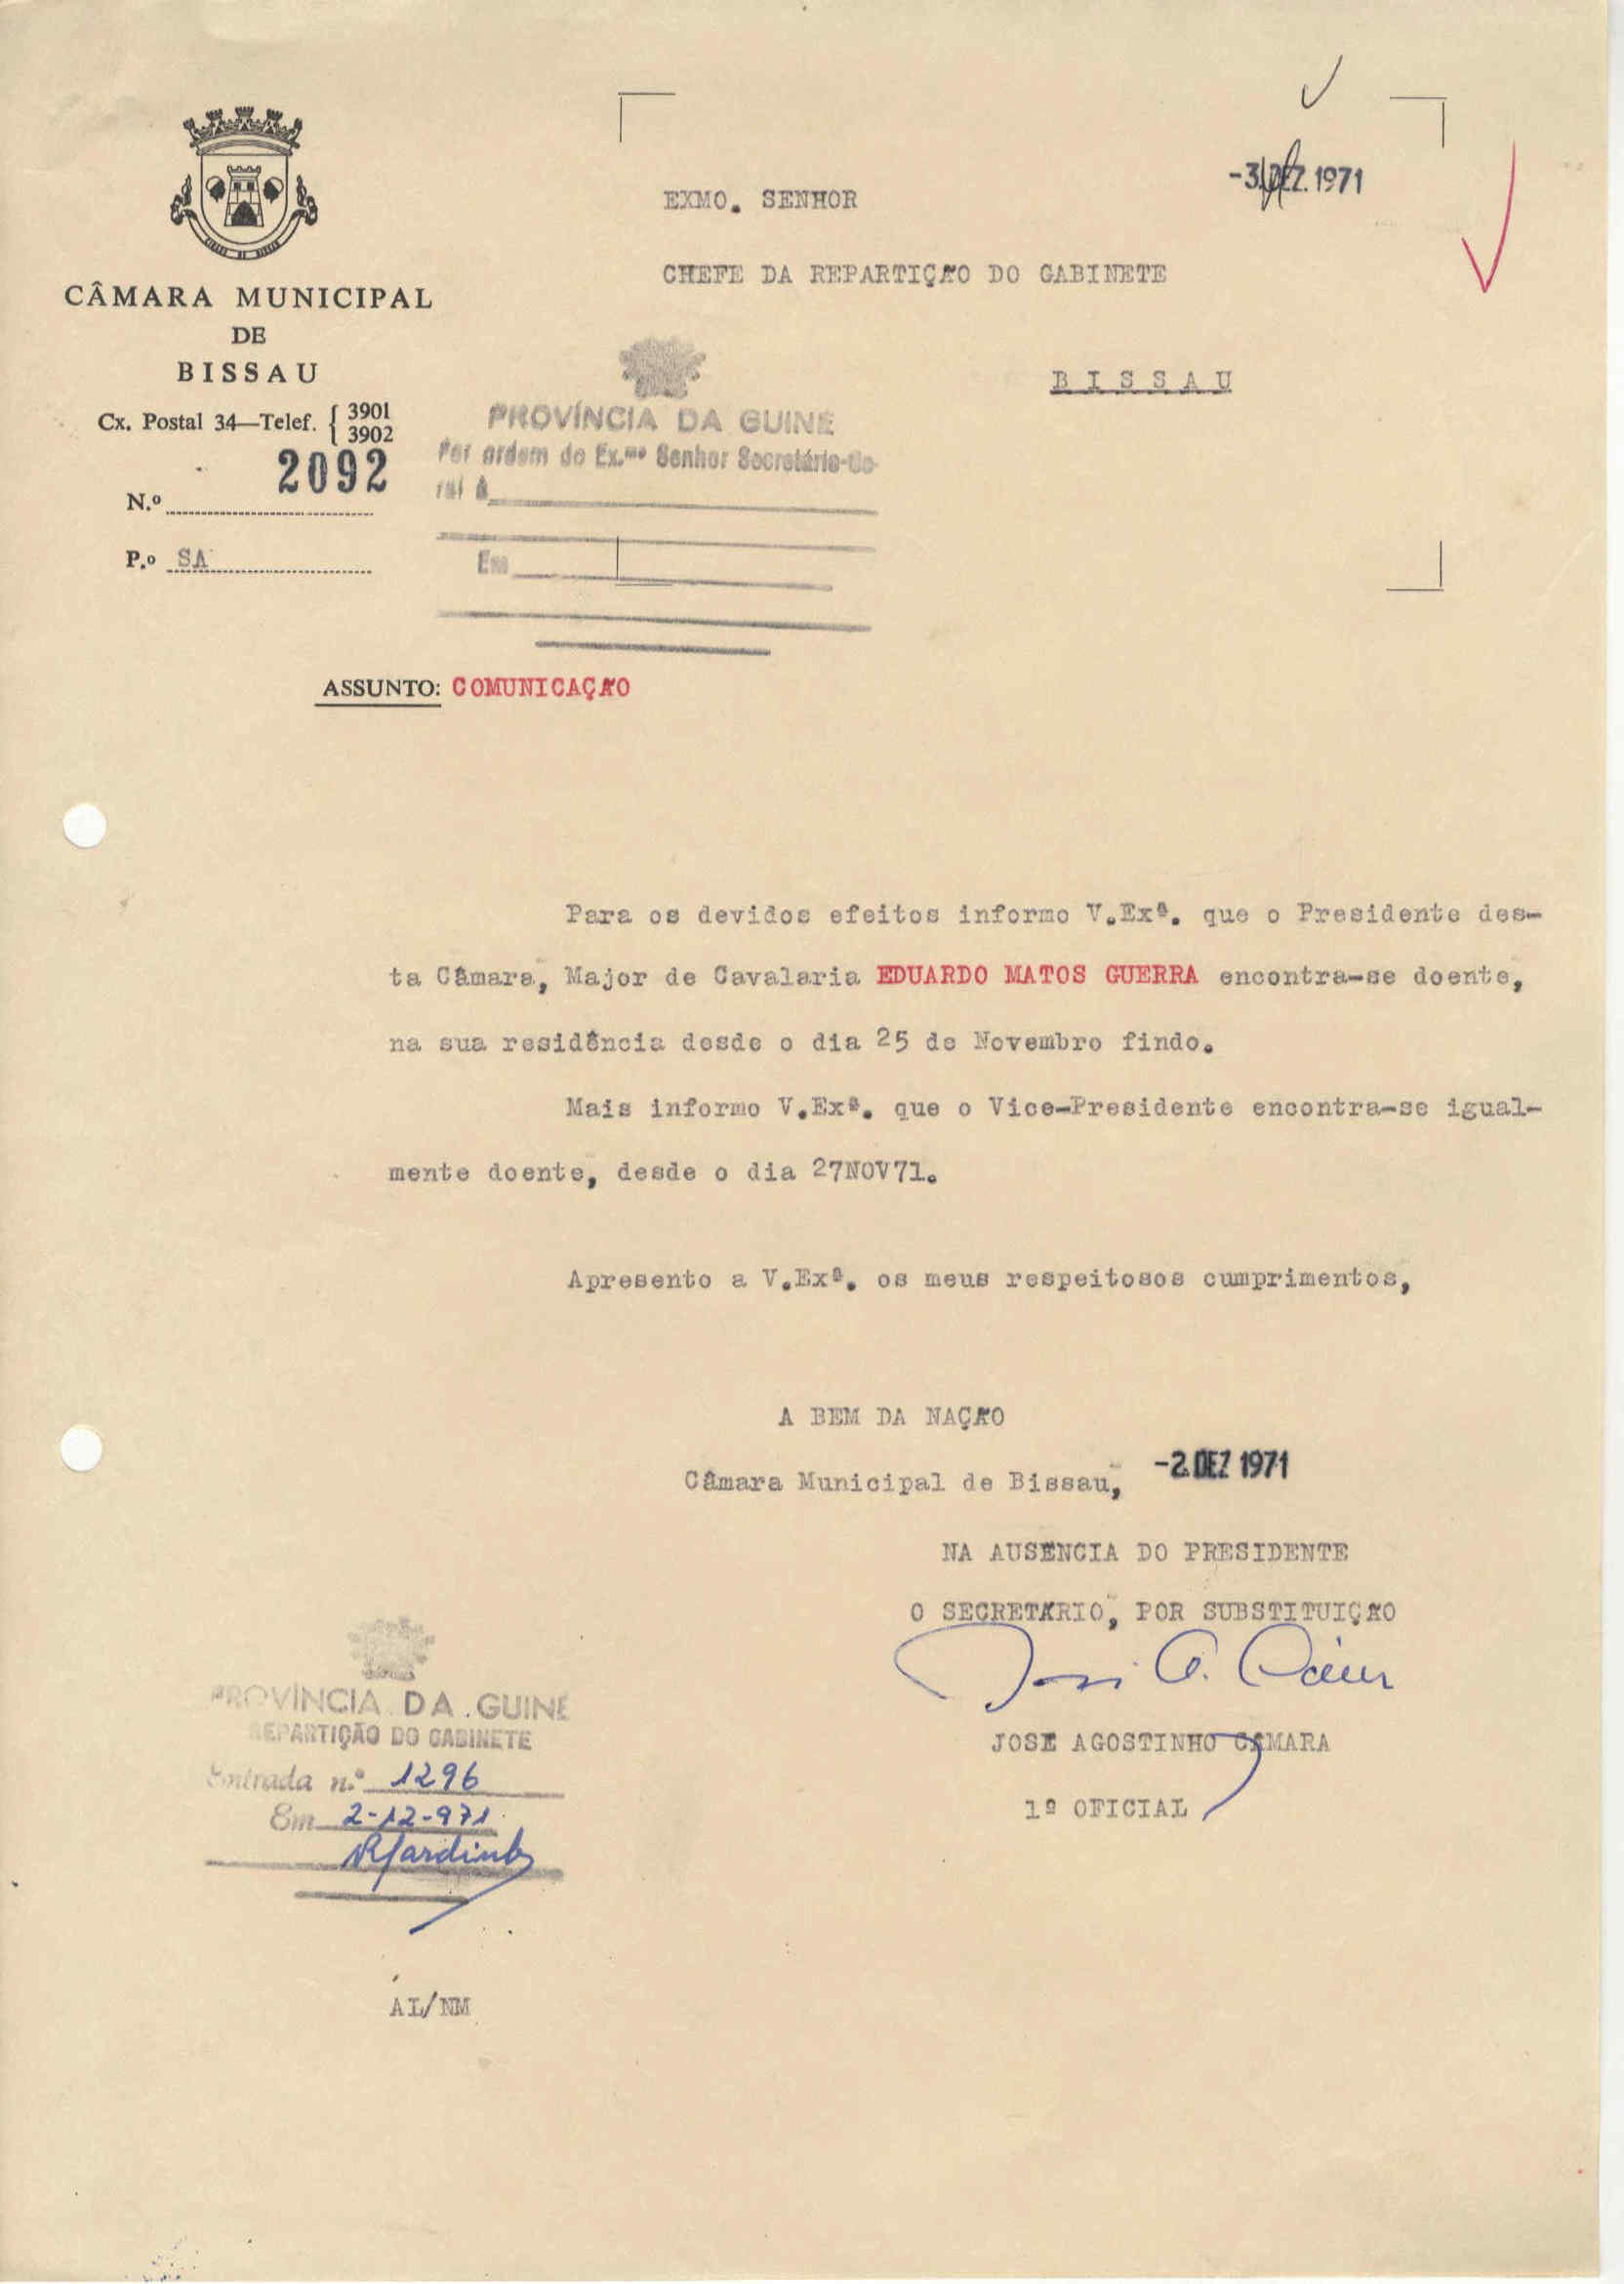 -3.DEZ.1971
EXMO. SENHOR
CHEFE DA REPARTIÇÃO DO GABINETE
BISSAU
CÂMARA MUNICIPAL
DE
BISSAU
Cx. Postal 34—Telef. { 3901
3902
N.º 2092
P.º SA
PROVÍNCIA DA GUINÉ
Por ordem do Ex.mo Senhor Secretário-Ge-
ral à
Em
ASSUNTO: COMUNICAÇÃO
Para os devidos efeitos informo V.Exª. que o Presidente des-
ta Câmara, Major de Cavalaria EDUARDO MATOS GUERRA encontra-se doente,
na sua residência desde o dia 25 de Novembro findo.
Mais informo V.Exª. que o Vice-Presidente encontra-se igual-
mente doente, desde o dia 27NOV71.
Apresento a V.Exª. os meus respeitosos cumprimentos,
A BEM DA NAÇÃO
Câmara Municipal de Bissau, -2.DEZ 1971
NA AUSÊNCIA DO PRESIDENTE
O SECRETÁRIO, POR SUBSTITUIÇÃO
JOSÉ AGOSTINHO CÂMARA
1º OFICIAL
PROVÍNCIA DA GUINÉ
REPARTIÇÃO DO GABINETE
Entrada n.º 1296
Em 2-12-971
AL/NM